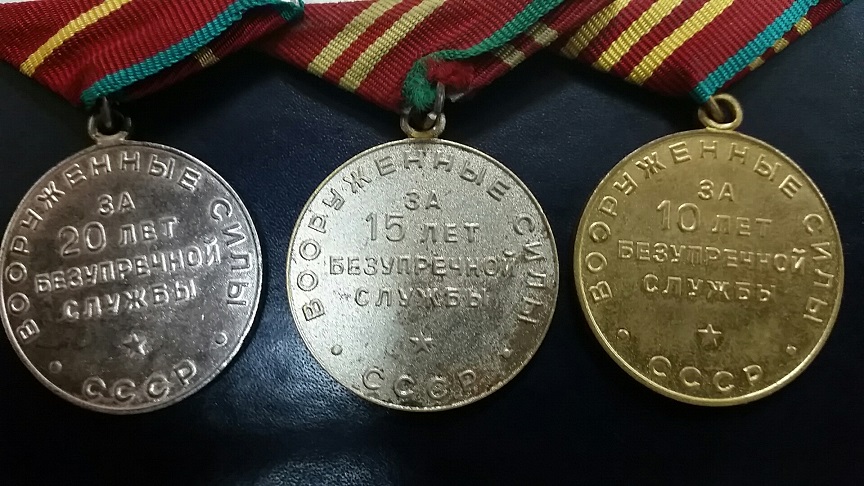 ВООРУЖЕННЫЕ СИЛЫ
ЗА
20 ЛЕТ
БЕЗУПРЕЧНОЙ
СЛУЖБЫ
СССР
ВООРУЖЕННЫЕ СИЛЫ
ЗА
15 ЛЕТ
БЕЗУПРЕЧНОЙ
СЛУЖБЫ
СССР
ВООРУЖЕННЫЕ СИЛЫ
ЗА
10 ЛЕТ
БЕЗУПРЕЧНОЙ
СЛУЖБЫ
СССР